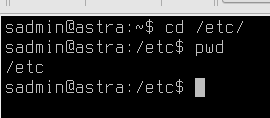 sadmin@astra:~$ cd /etc/
sadmin@astra:/etc$ pwd
/etc
sadmin@astra:/etc$